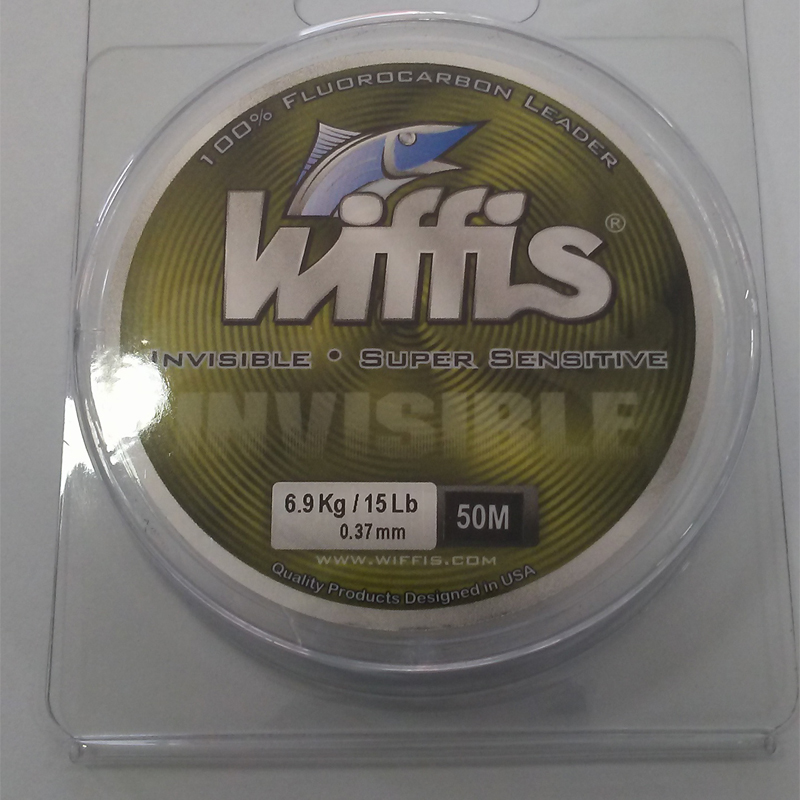 100% Fluorocarbon Leader
Wiffis®
Invisible • Super Sensitive
INVISIBLE
6.9 Kg / 15 Lb
0.37 mm
50M
www.wiffis.com
Quality Products Designed in USA